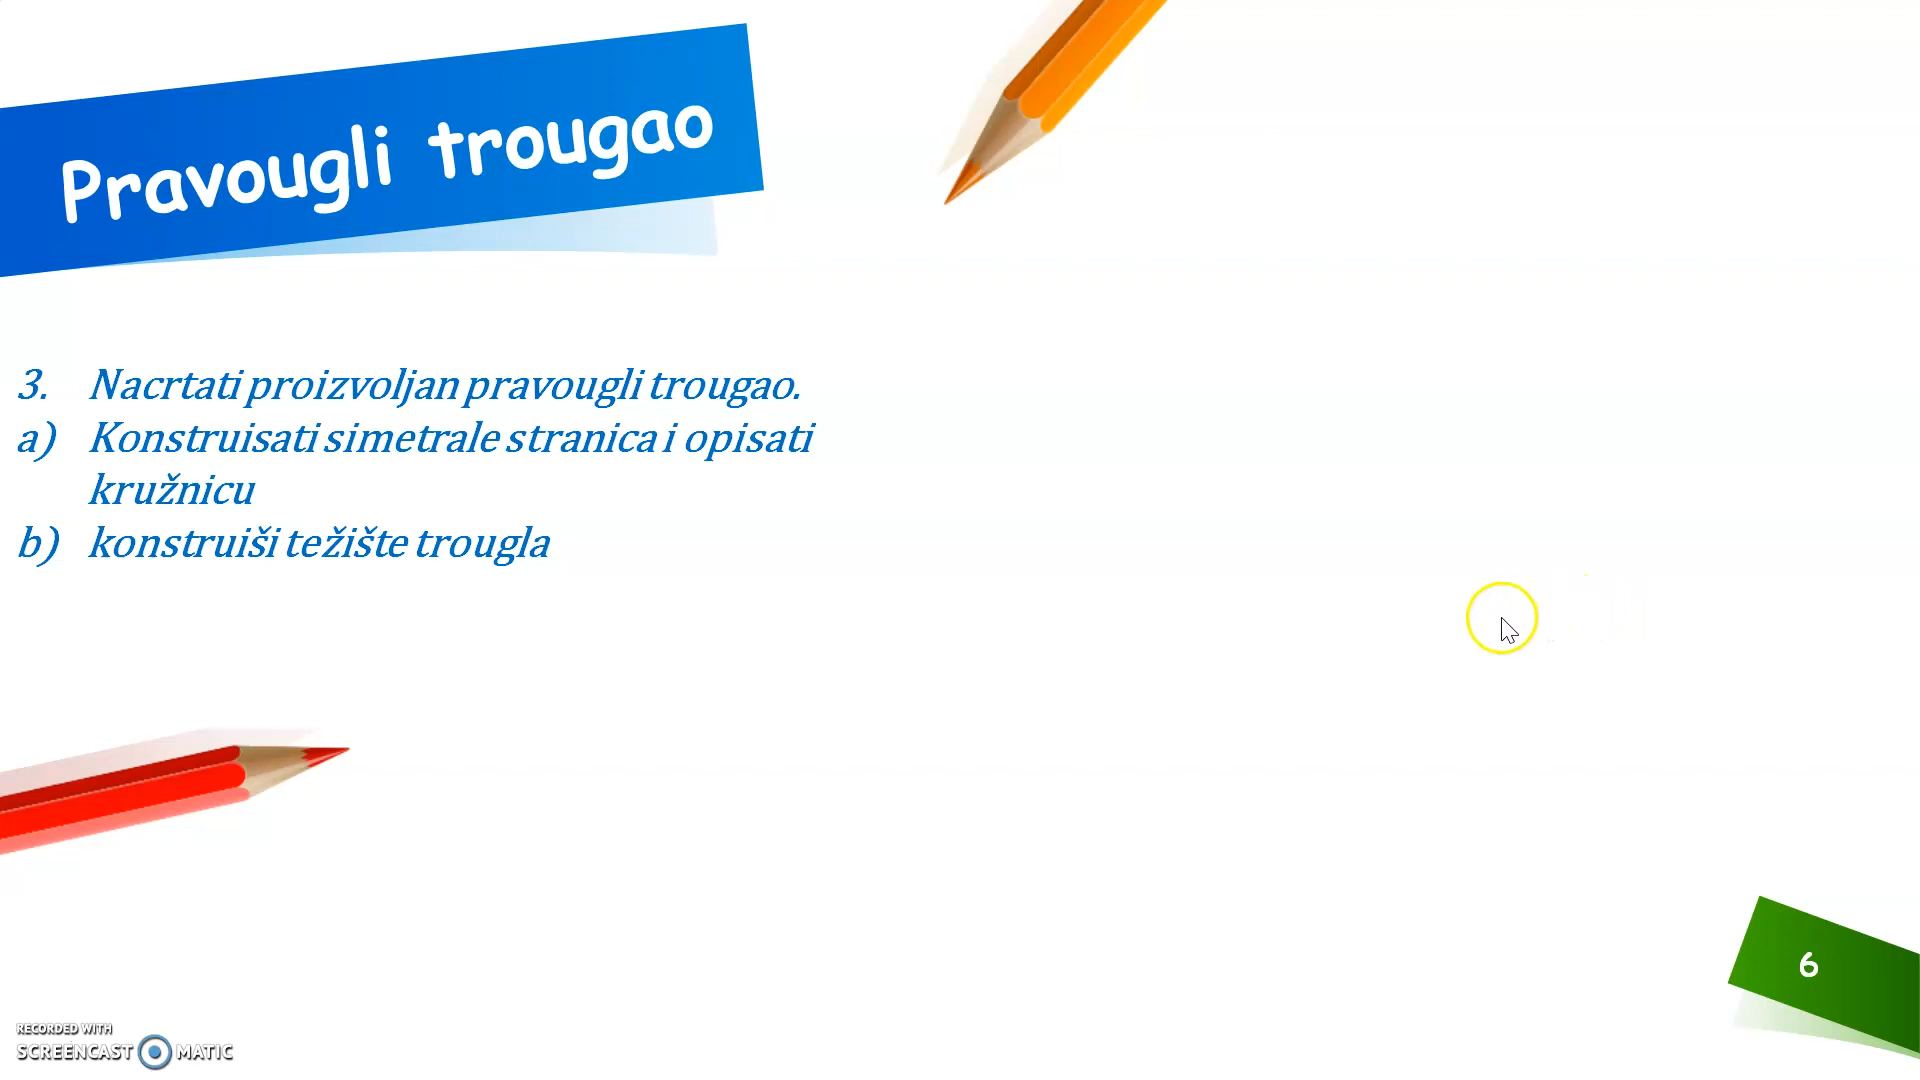 Pravougli trougao
3. Nacrtati proizvoljan pravougli trougao.
a) Konstruisati simetrale stranica i opisati
kružnicu
b) konstruiši težište trougla
6
RECORDED WITH
SCREENCAST MATIC